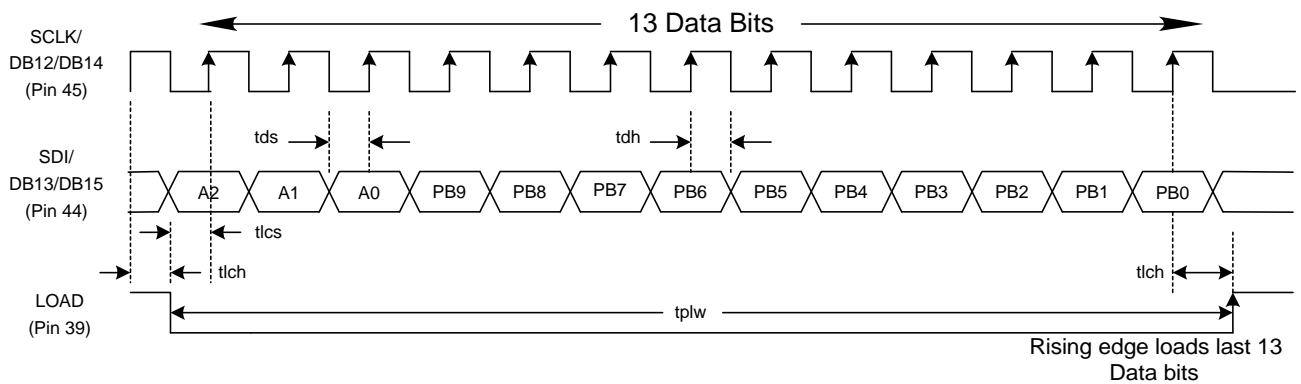 13 Data Bits
SCLK/
DB12/DB14
(Pin 45)
tds
tdh
SDI/
DB13/DB15
(Pin 44)
A2 A1 A0 PB9 PB8 PB7 PB6 PB5 PB4 PB3 PB2 PB1 PB0
tlcs
tlch
tlch
LOAD
(Pin 39)
tplw
Rising edge loads last 13
Data bits